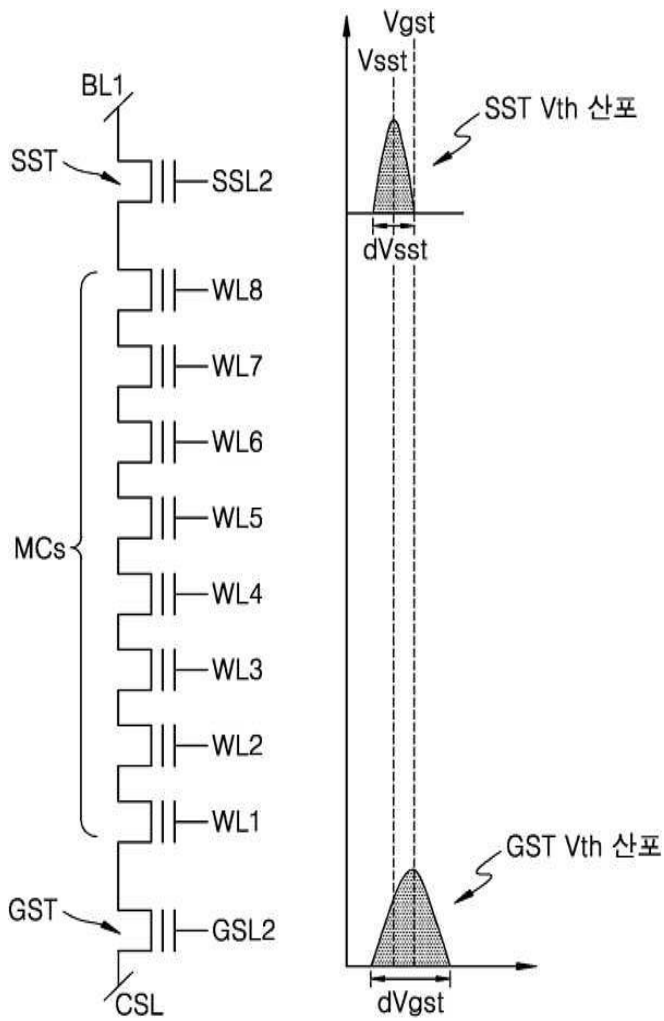 Vgst
Vsst
BL1
SST
SSL2
SST Vth 산포
dVsst
WL8
WL7
WL6
WL5
MCs
WL4
WL3
WL2
WL1
GST Vth 산포
GST
GSL2
CSL
dVgst